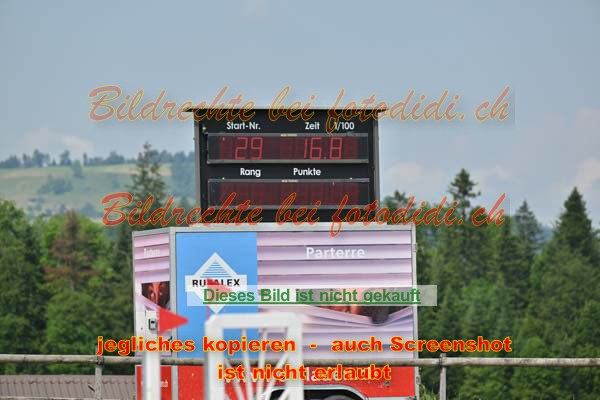 Bildrechte bei fotodidi.ch
Start-Nr. Zeit 1/100
29 16.8
Rang Punkte
Bildrechte bei fotodidi.ch
Parterre
Dieses Bild ist nicht gekauft
jegliches kopieren - auch Screenshot
ist nicht erlaubt